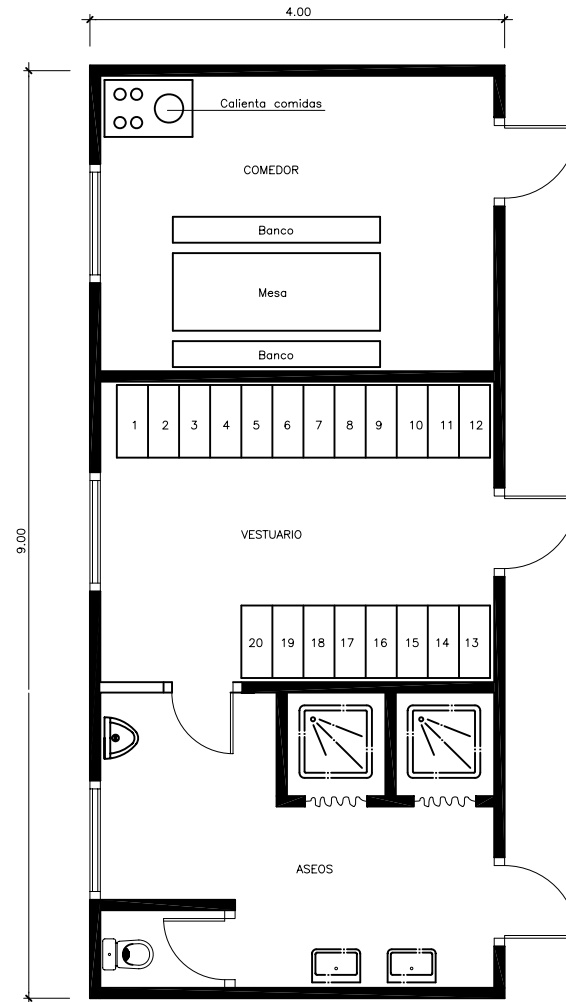 4.00
Calienta comidas
COMEDOR
Banco
Mesa
Banco
1 2 3 4 5 6 7 8 9 10 11 12
9.00
VESTUARIO
20 19 18 17 16 15 14 13
ASEOS